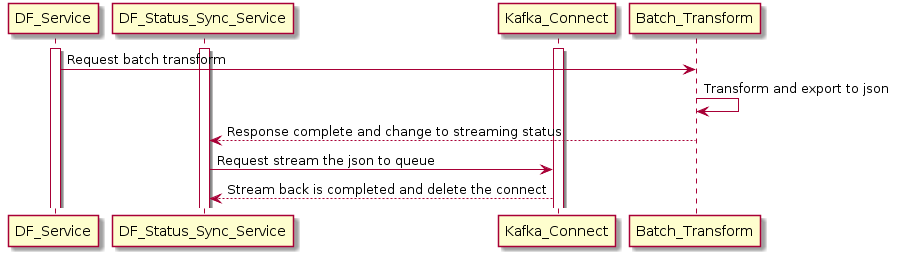 DF_Service
DF_Status_Sync_Service
Kafka_Connect
Batch_Transform
Request batch transform
Transform and export to json
Response complete and change to streaming status
Request stream the json to queue
Stream back is completed and delete the connect
DF_Service
DF_Status_Sync_Service
Kafka_Connect
Batch_Transform